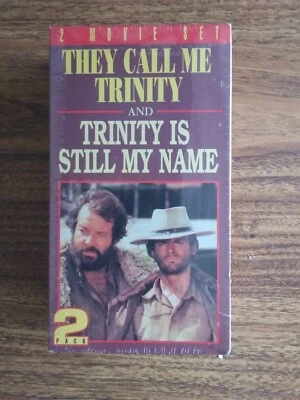 2 MOVIE SET
THEY CALL ME
TRINITY
AND
TRINITY IS
STILL MY NAME
2
PACK